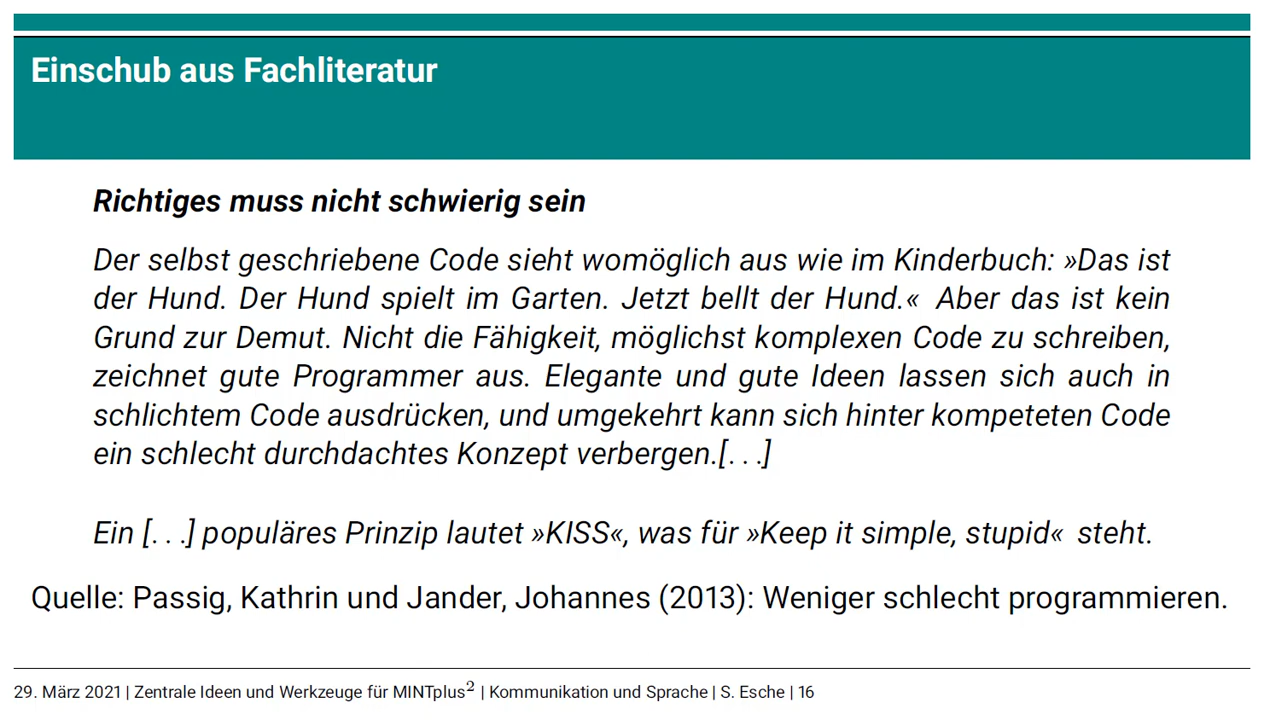 Einschub aus Fachliteratur
Richtiges muss nicht schwierig sein
Der selbst geschriebene Code sieht womöglich aus wie im Kinderbuch: »Das ist
der Hund. Der Hund spielt im Garten. Jetzt bellt der Hund.« Aber das ist kein
Grund zur Demut. Nicht die Fähigkeit, möglichst komplexen Code zu schreiben,
zeichnet gute Programmer aus. Elegante und gute Ideen lassen sich auch in
schlichtem Code ausdrücken, und umgekehrt kann sich hinter kompeteten Code
ein schlecht durchdachtes Konzept verbergen.[...]
Ein [...] populäres Prinzip lautet »KISS«, was für »Keep it simple, stupid« steht.
Quelle: Passig, Kathrin und Jander, Johannes (2013): Weniger schlecht programmieren.
29. März 2021 | Zentrale Ideen und Werkzeuge für MINTplus² | Kommunikation und Sprache | S. Esche | 16